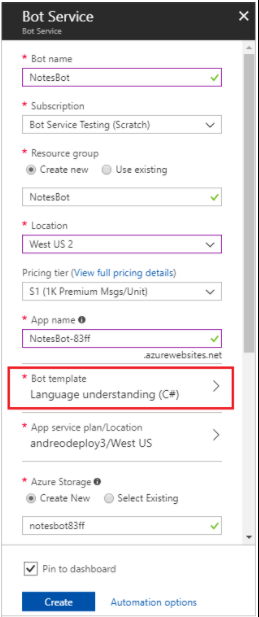 Bot Service
Bot Service
* Bot name
NotesBot
* Subscription
Bot Service Testing (Scratch)
* Resource group
Create new Use existing
NotesBot
* Location
West US 2
Pricing tier (View full pricing details)
S1 (1K Premium Msgs/Unit)
* App name
NotesBot-83ff
.azurewebsites.net
* Bot template
Language understanding (C#)
* App service plan/Location
andreodeploy3/West US
* Azure Storage
Create New Select Existing
notesbot83ff
Pin to dashboard
Create Automation options